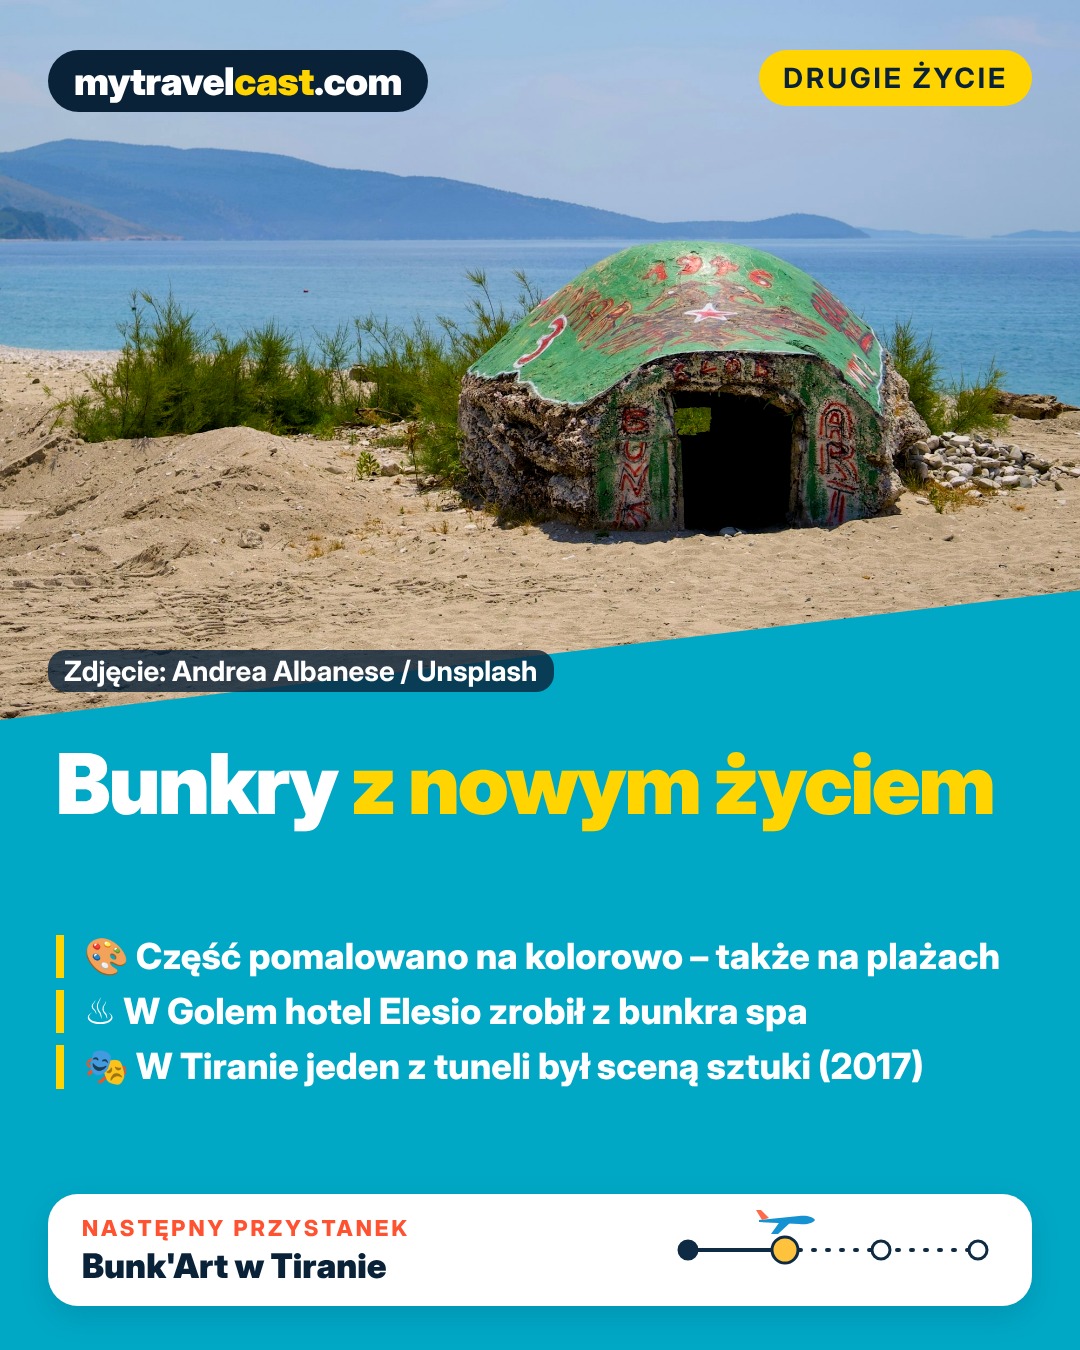 mytravelcast.com
DRUGIE ŻYCIE
1976
Zdjęcie: Andrea Albanese / Unsplash
Bunkry z nowym życiem
🎨 Część pomalowano na kolorowo – także na plażach
♨ W Golem hotel Elesio zrobił z bunkra spa
🎭 W Tiranie jeden z tuneli był sceną sztuki (2017)
NASTĘPNY PRZYSTANEK
Bunk'Art w Tiranie